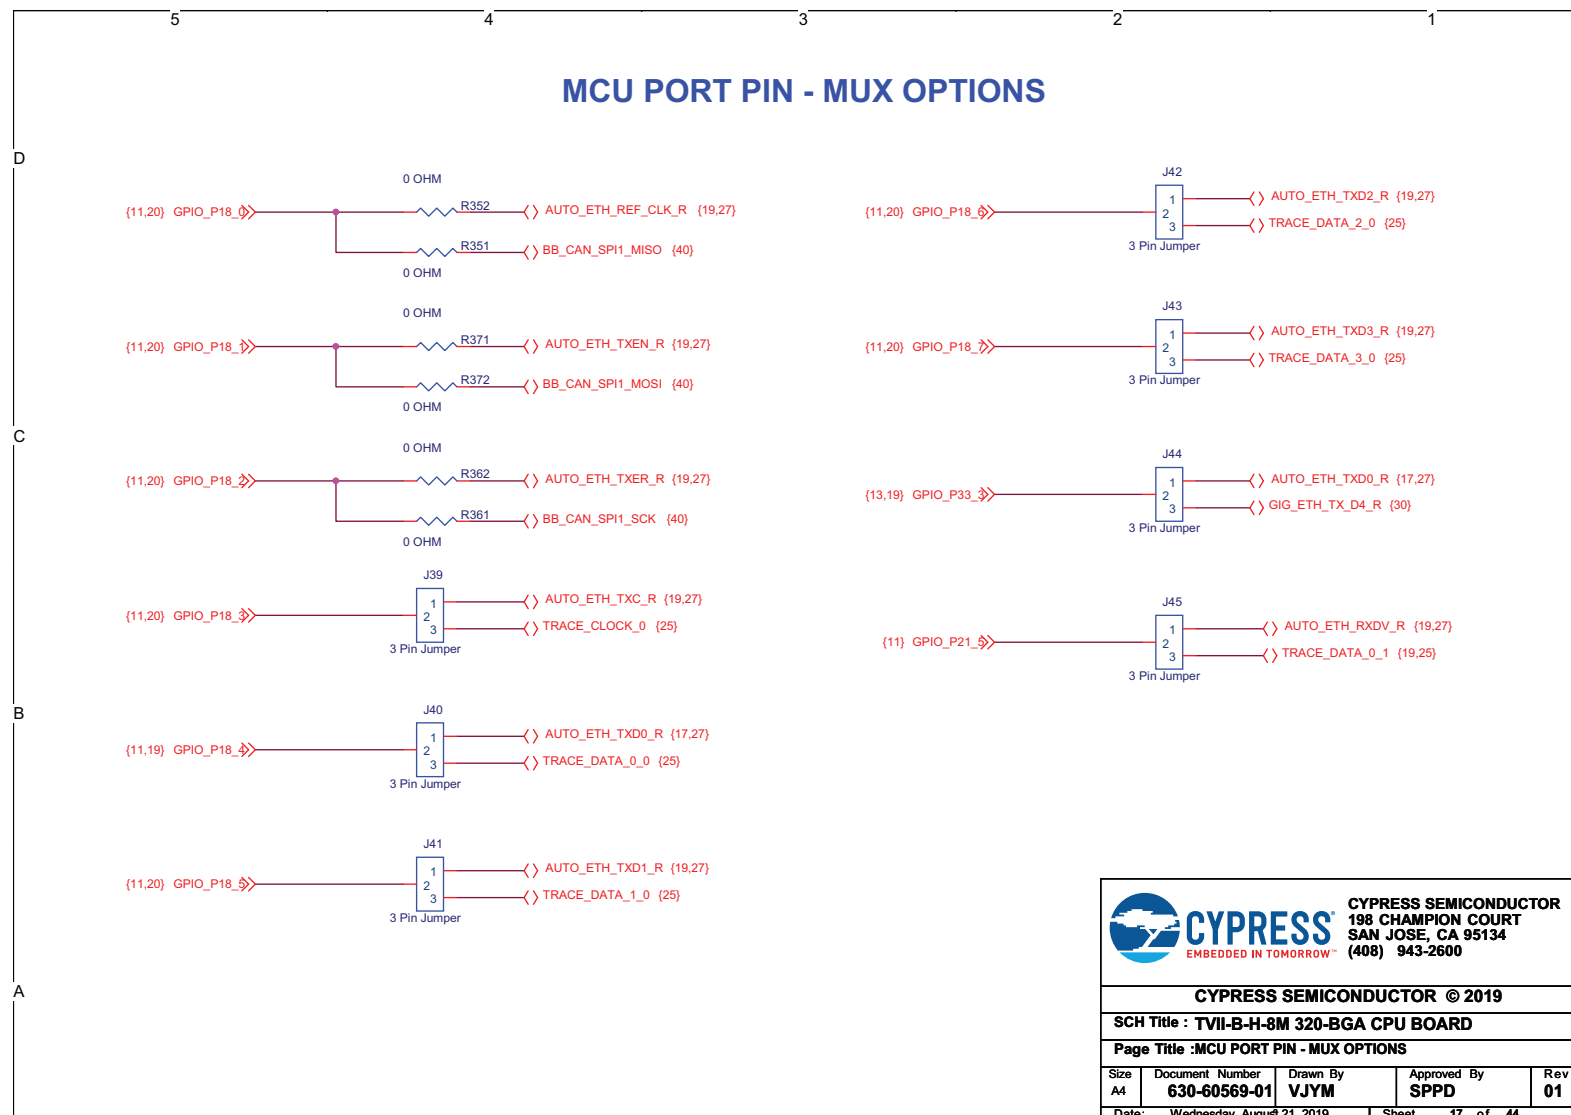 5 4 3 2 1
MCU PORT PIN - MUX OPTIONS
D
0 OHM
{11,20} GPIO_P18_0 R352 AUTO_ETH_REF_CLK_R {19,27}
R351 BB_CAN_SPI1_MISO {40}
0 OHM
0 OHM
{11,20} GPIO_P18_1 R371 AUTO_ETH_TXEN_R {19,27}
R372 BB_CAN_SPI1_MOSI {40}
0 OHM
C
0 OHM
{11,20} GPIO_P18_2 R362 AUTO_ETH_TXER_R {19,27}
R361 BB_CAN_SPI1_SCK {40}
0 OHM
J39
1 AUTO_ETH_TXC_R {19,27}
{11,20} GPIO_P18_3 2
3 TRACE_CLOCK_0 {25}
3 Pin Jumper
B
J40
1 AUTO_ETH_TXD0_R {17,27}
{11,19} GPIO_P18_4 2
3 TRACE_DATA_0_0 {25}
3 Pin Jumper
J41
1 AUTO_ETH_TXD1_R {19,27}
{11,20} GPIO_P18_5 2
3 TRACE_DATA_1_0 {25}
3 Pin Jumper
A
J42
1 AUTO_ETH_TXD2_R {19,27}
{11,20} GPIO_P18_6 2
3 TRACE_DATA_2_0 {25}
3 Pin Jumper
J43
1 AUTO_ETH_TXD3_R {19,27}
{11,20} GPIO_P18_7 2
3 TRACE_DATA_3_0 {25}
3 Pin Jumper
J44
1 AUTO_ETH_TXD0_R {17,27}
{13,19} GPIO_P33_3 2
3 GIG_ETH_TX_D4_R {30}
3 Pin Jumper
J45
1 AUTO_ETH_RXDV_R {19,27}
{11} GPIO_P21_5 2
3 TRACE_DATA_0_1 {19,25}
3 Pin Jumper
CYPRESS
EMBEDDED IN TOMORROW™
CYPRESS SEMICONDUCTOR
198 CHAMPION COURT
SAN JOSE, CA 95134
(408) 943-2600
CYPRESS SEMICONDUCTOR © 2019
SCH Title : TVII-B-H-8M 320-BGA CPU BOARD
Page Title :MCU PORT PIN - MUX OPTIONS
Size Document Number Drawn By Approved By Rev
A4 630-60569-01 VJYM SPPD 01
Date: Wednesday, August 21, 2019 Sheet 17 of 44